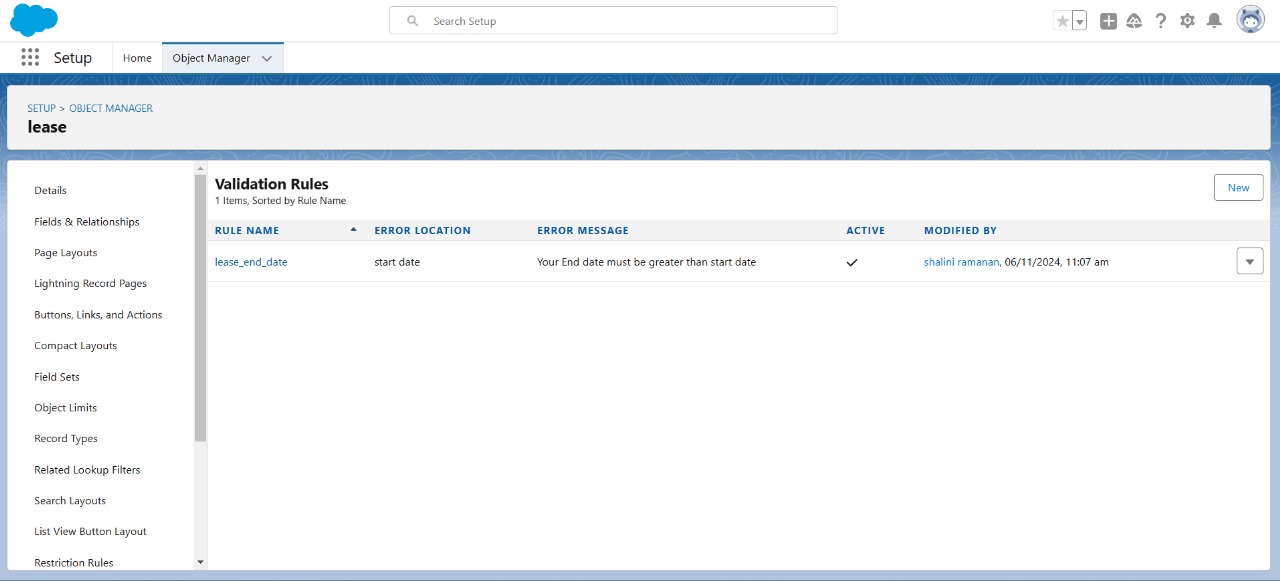 Search Setup
Setup
Home
Object Manager
SETUP > OBJECT MANAGER
lease
Details
Fields & Relationships
Page Layouts
Lightning Record Pages
Buttons, Links, and Actions
Compact Layouts
Field Sets
Object Limits
Record Types
Related Lookup Filters
Search Layouts
List View Button Layout
Restriction Rules
Validation Rules
1 Items, Sorted by Rule Name
New
RULE NAME ERROR LOCATION ERROR MESSAGE ACTIVE MODIFIED BY
lease_end_date start date Your End date must be greater than start date shalini ramanan, 06/11/2024, 11:07 am